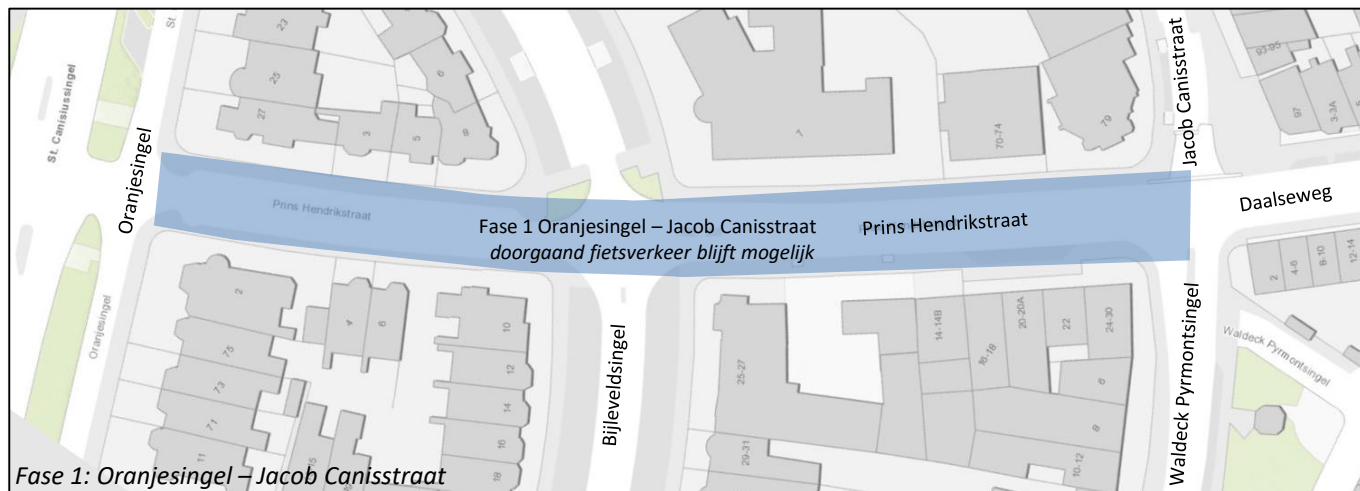 St.
23
25
27
3
5
6
8
7
70-74
79
93-95
97
3-3A
St. Canisiussingel
Oranjesingel
Jacob Canisstraat
Prins Hendrikstraat
Fase 1 Oranjesingel – Jacob Canisstraat
doorgaand fietsverkeer blijft mogelijk
Prins Hendrikstraat
Daalseweg
Oranjesingel
2
75
73
71
11
4
6
10
12
14
16
18
15
Bijleveldsingel
25-27
29-31
14-14B
16-18
20-20A
22
24-30
6
8
10-12
Waldeck Pyrmontsingel
2
4-6
8-10
12-14
Waldeck Pyrmontsingel
Fase 1: Oranjesingel – Jacob Canisstraat